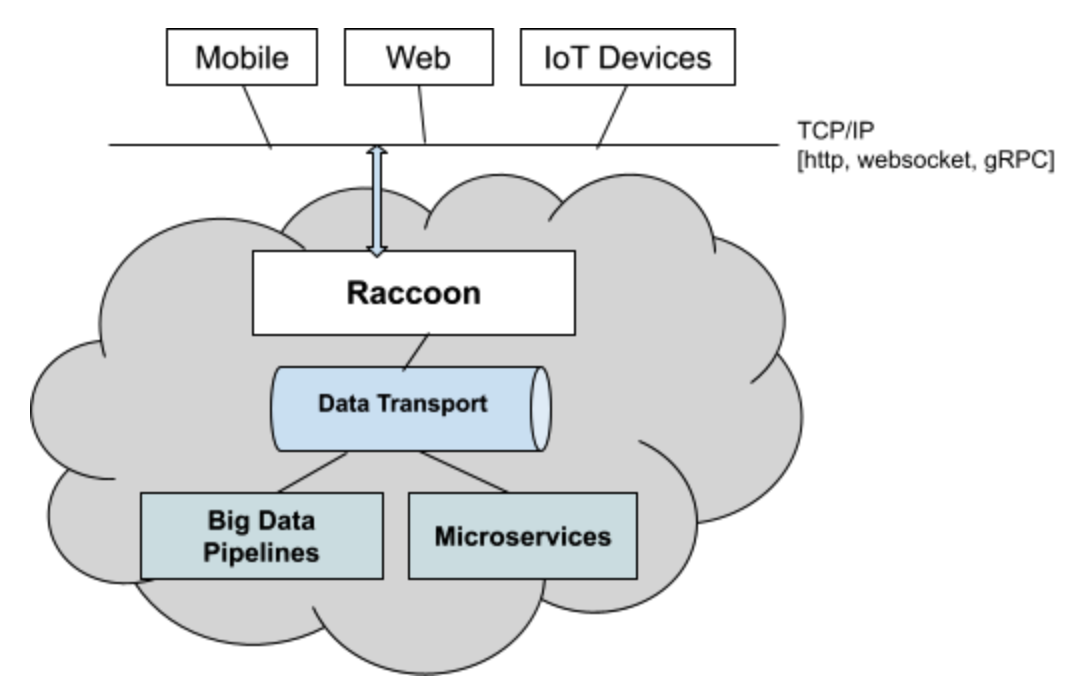 Mobile
Web
IoT Devices
TCP/IP
[http, websocket, gRPC]
Raccoon
Data Transport
Big Data
Pipelines
Microservices